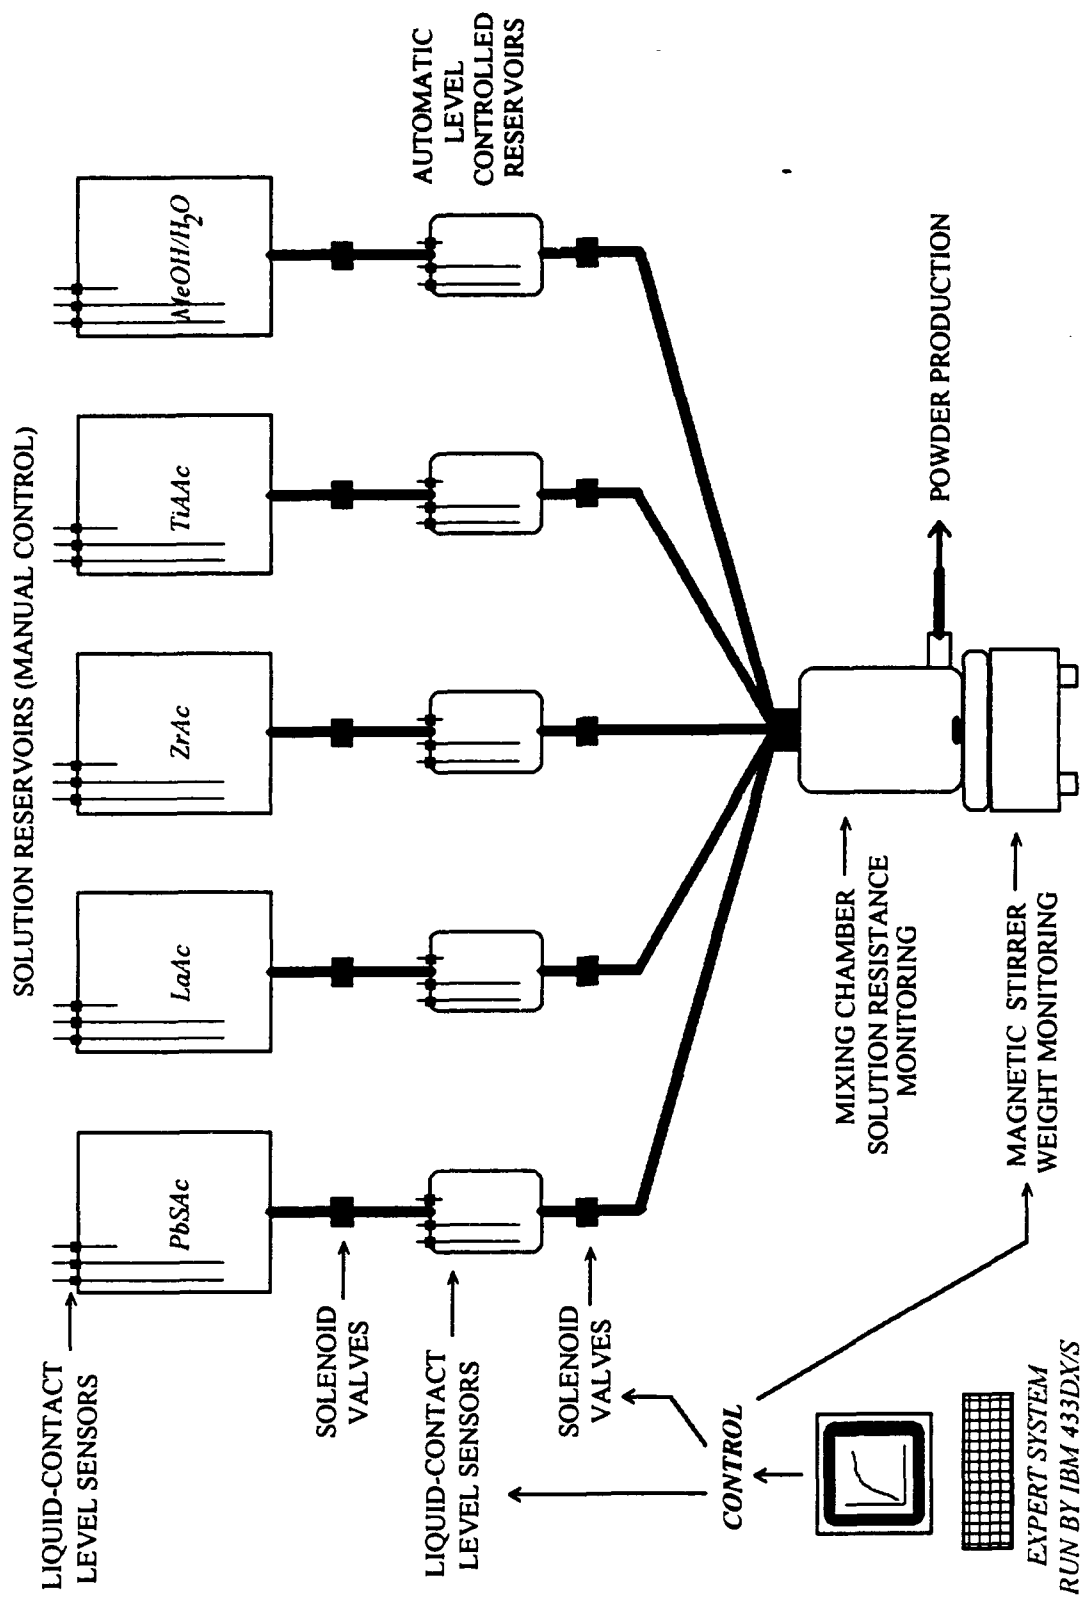 SOLUTION RESERVOIRS (MANUAL CONTROL)
LIQUID-CONTACT
LEVEL SENSORS
PbSAc
LaAc
ZrAc
TiAAc
MeOH/H2O
SOLENOID
VALVES
LIQUID-CONTACT
LEVEL SENSORS
AUTOMATIC
LEVEL
CONTROLLED
RESERVOIRS
SOLENOID
VALVES
CONTROL
MIXING CHAMBER
SOLUTION RESISTANCE
MONITORING
POWDER PRODUCTION
MAGNETIC STIRRER
WEIGHT MONITORING
EXPERT SYSTEM
RUN BY IBM 433DX/S